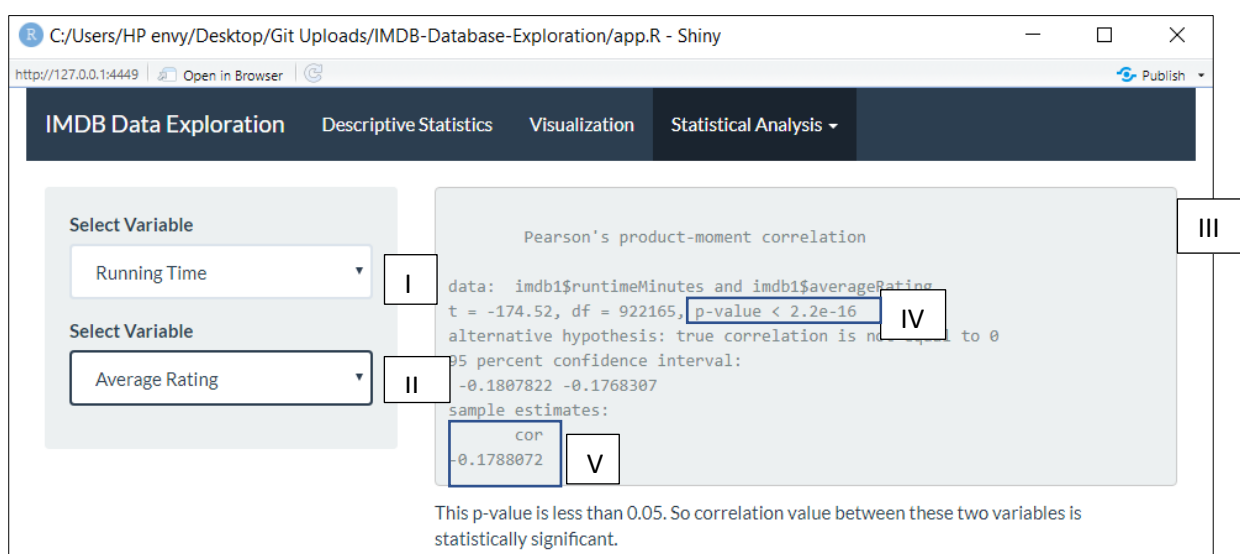 C:/Users/HP envy/Desktop/Git Uploads/IMDB-Database-Exploration/app.R - Shiny
http://127.0.0.1:4449 Open in Browser Publish
IMDB Data Exploration Descriptive Statistics Visualization Statistical Analysis
Select Variable
Running Time
I
Select Variable
Average Rating
II
III
Pearson's product-moment correlation
data: imdb1$runtimeMinutes and imdb1$averageRating
t = -174.52, df = 922165, p-value < 2.2e-16
IV
alternative hypothesis: true correlation is not equal to 0
95 percent confidence interval:
-0.1807822 -0.1768307
sample estimates:
cor
-0.1788072
V
This p-value is less than 0.05. So correlation value between these two variables is
statistically significant.